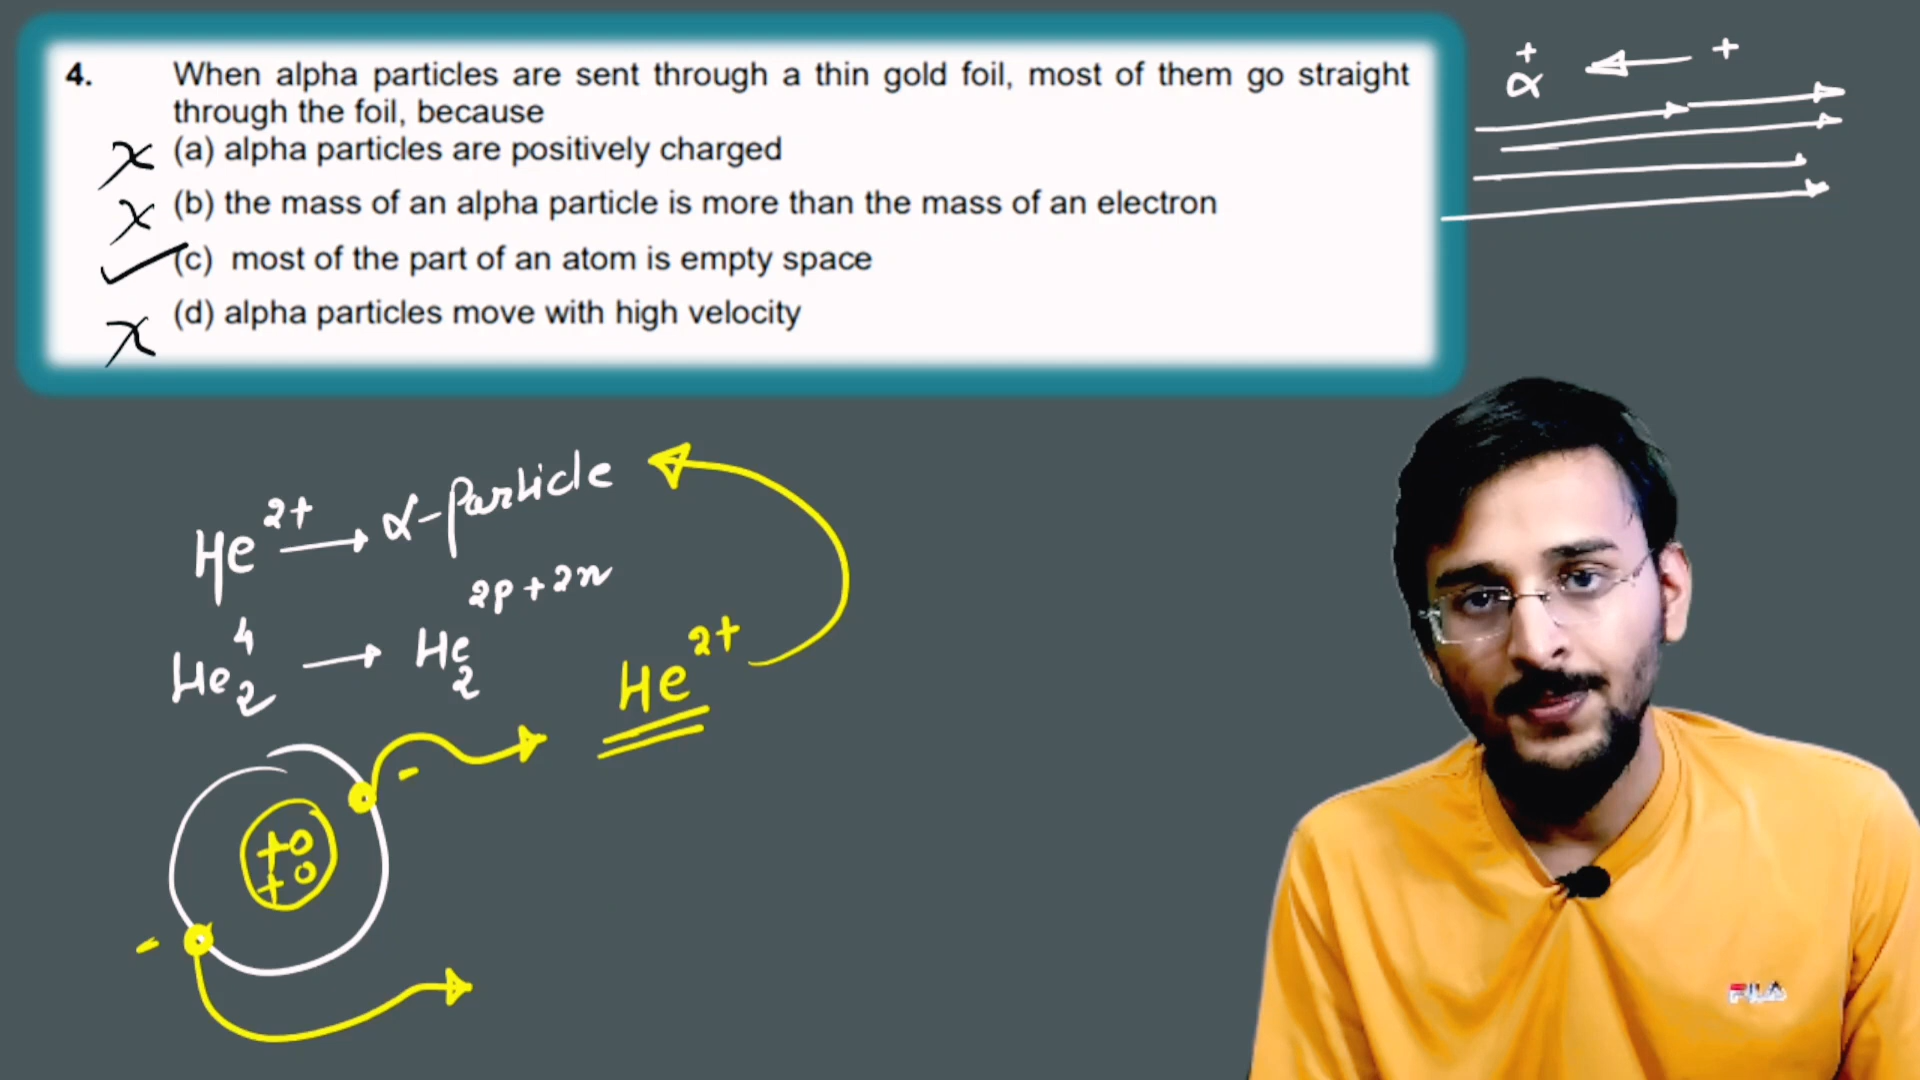 4. When alpha particles are sent through a thin gold foil, most of them go straight
through the foil, because
x (a) alpha particles are positively charged
x (b) the mass of an alpha particle is more than the mass of an electron
✓ (c) most of the part of an atom is empty space
x (d) alpha particles move with high velocity
+
α ← +
He²⁺ → α-particle
He₂⁴ → He₂ 2p+2n
He²⁺
-
+0
+0
-
FILA